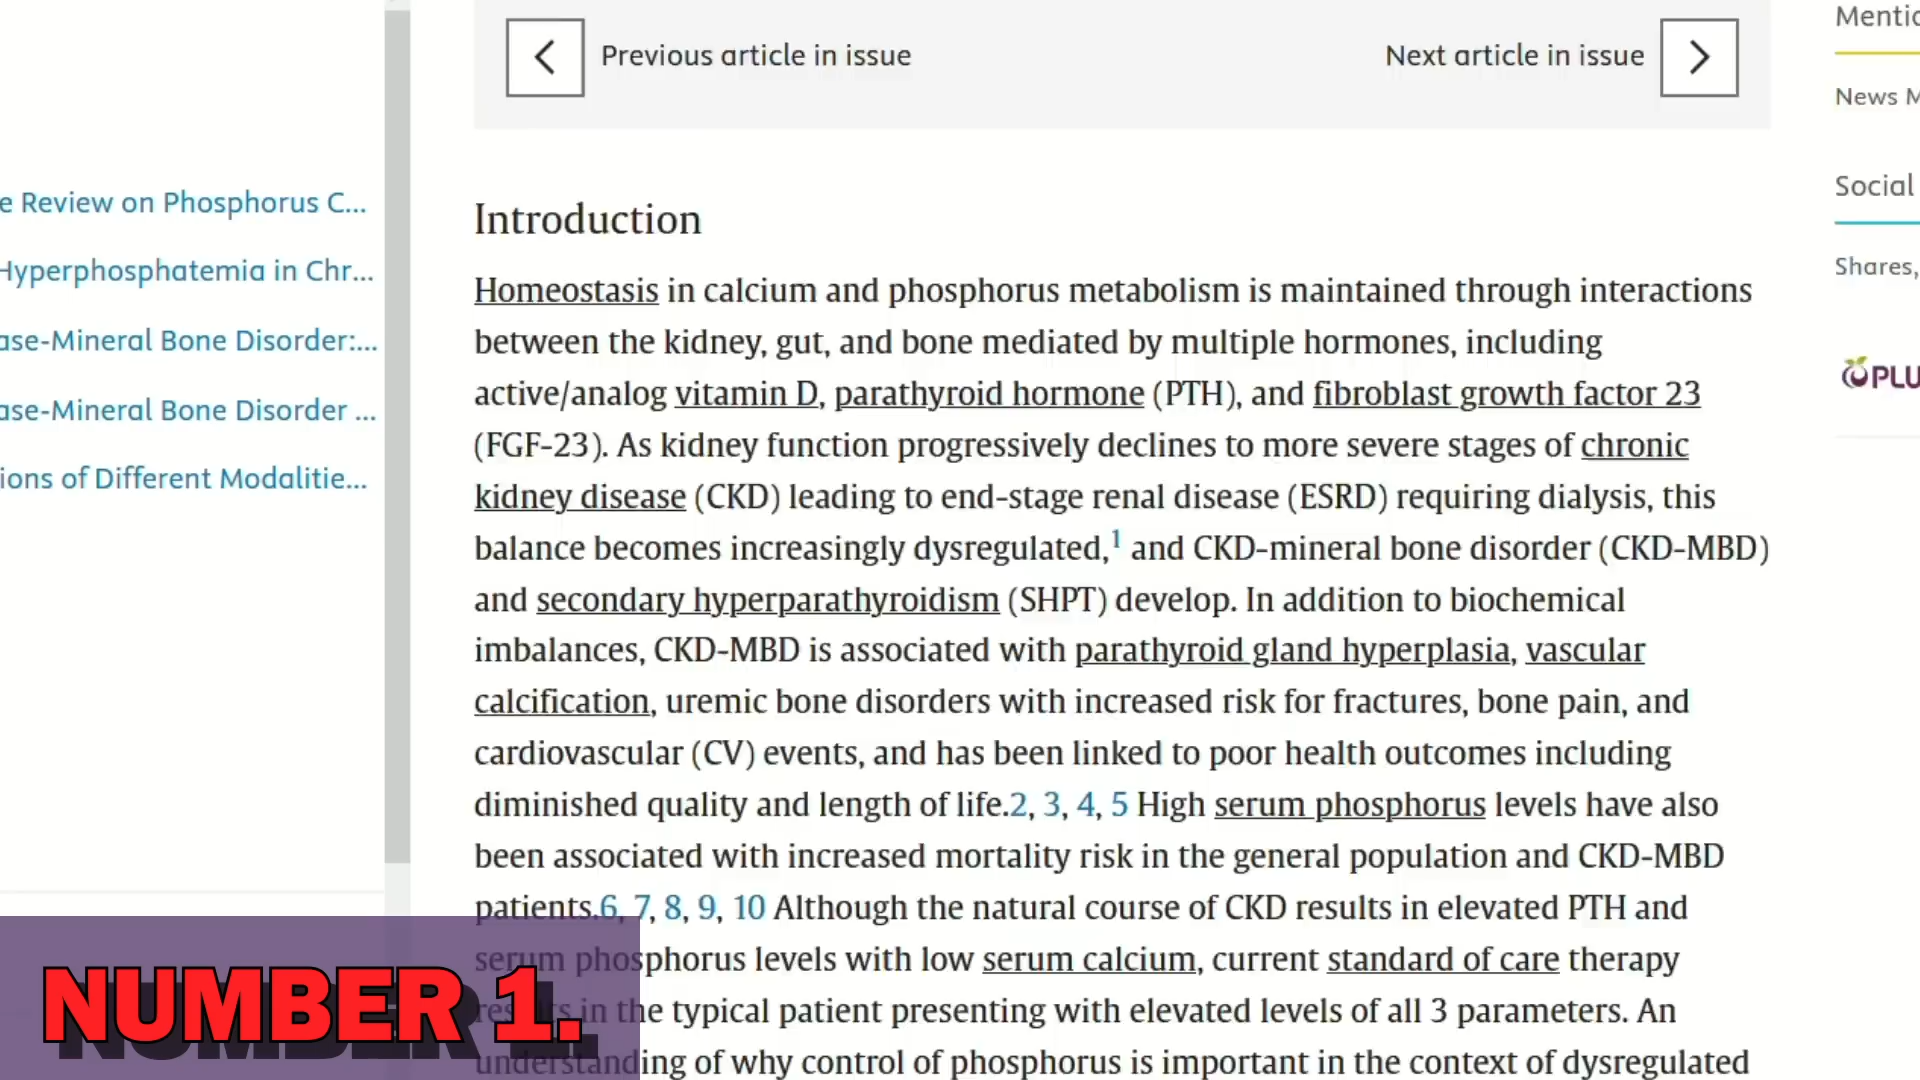 Previous article in issue
Next article in issue
Mentio
News M
Social
Shares,
PLU
e Review on Phosphorus C...
Hyperphosphatemia in Chr...
ase-Mineral Bone Disorder:...
ase-Mineral Bone Disorder ...
ions of Different Modalitie...
Introduction
Homeostasis in calcium and phosphorus metabolism is maintained through interactions
between the kidney, gut, and bone mediated by multiple hormones, including
active/analog vitamin D, parathyroid hormone (PTH), and fibroblast growth factor 23
(FGF-23). As kidney function progressively declines to more severe stages of chronic
kidney disease (CKD) leading to end-stage renal disease (ESRD) requiring dialysis, this
balance becomes increasingly dysregulated,1 and CKD-mineral bone disorder (CKD-MBD)
and secondary hyperparathyroidism (SHPT) develop. In addition to biochemical
imbalances, CKD-MBD is associated with parathyroid gland hyperplasia, vascular
calcification, uremic bone disorders with increased risk for fractures, bone pain, and
cardiovascular (CV) events, and has been linked to poor health outcomes including
diminished quality and length of life.2, 3, 4, 5 High serum phosphorus levels have also
been associated with increased mortality risk in the general population and CKD-MBD
patients.6, 7, 8, 9, 10 Although the natural course of CKD results in elevated PTH and
serum phosphorus levels with low serum calcium, current standard of care therapy
results in the typical patient presenting with elevated levels of all 3 parameters. An
understanding of why control of phosphorus is important in the context of dysregulated
NUMBER 1.